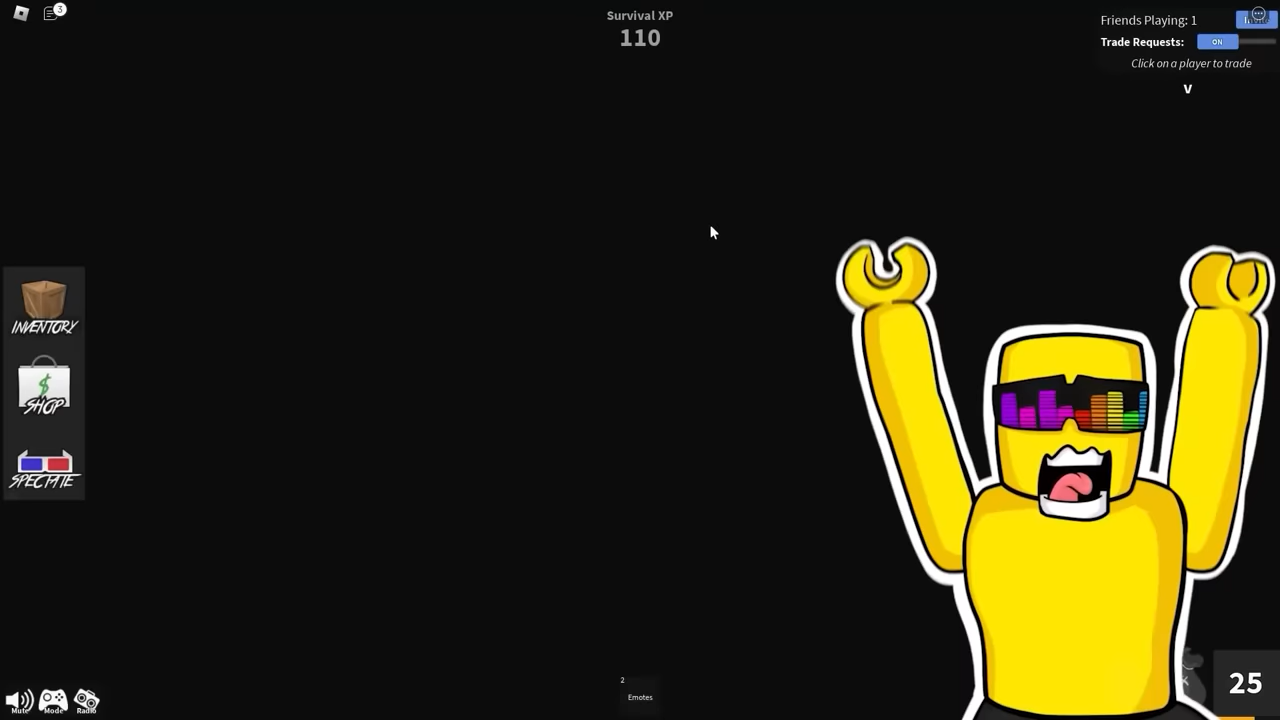 3
Survival XP
110
Friends Playing: 1
Trade Requests:
ON
Click on a player to trade
v
INVENTORY
$
SHOP
SPECTATE
Mute
Mode
Radio
2
Emotes
25